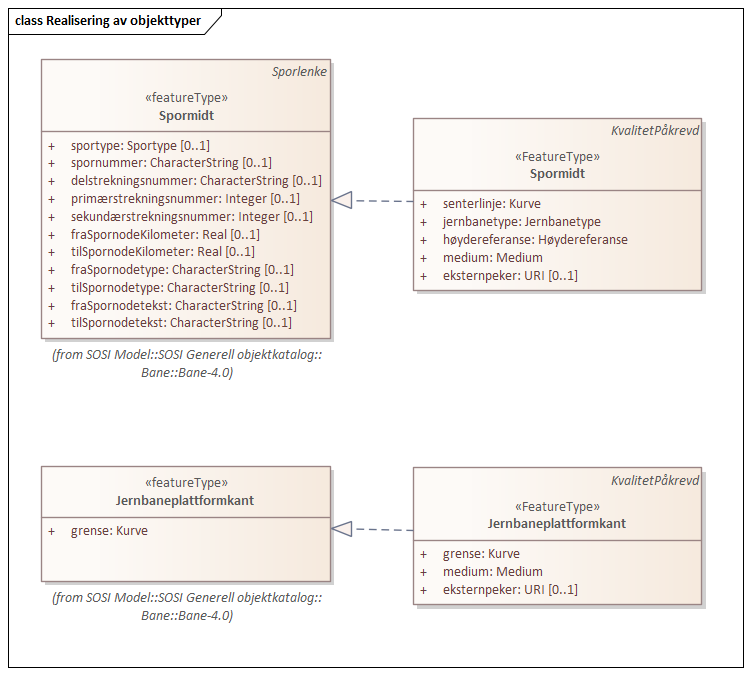 class Realisering av objekttyper
Sporlenke
«featureType»
Spormidt
+ sportype: Sportype [0..1]
+ spornummer: CharacterString [0..1]
+ delstrekningsnummer: CharacterString [0..1]
+ primærstrekningsnummer: Integer [0..1]
+ sekundærstrekningsnummer: Integer [0..1]
+ fraSpornodeKilometer: Real [0..1]
+ tilSpornodeKilometer: Real [0..1]
+ fraSpornodetype: CharacterString [0..1]
+ tilSpornodetype: CharacterString [0..1]
+ fraSpornodetekst: CharacterString [0..1]
+ tilSpornodetekst: CharacterString [0..1]
(from SOSI Model::SOSI Generell objektkatalog::
Bane::Bane-4.0)
KvalitetPåkrevd
«FeatureType»
Spormidt
+ senterlinje: Kurve
+ jernbanetype: Jernbanetype
+ høydereferanse: Høydereferanse
+ medium: Medium
+ eksternpeker: URI [0..1]
«featureType»
Jernbaneplattformkant
+ grense: Kurve
(from SOSI Model::SOSI Generell objektkatalog::
Bane::Bane-4.0)
KvalitetPåkrevd
«FeatureType»
Jernbaneplattformkant
+ grense: Kurve
+ medium: Medium
+ eksternpeker: URI [0..1]